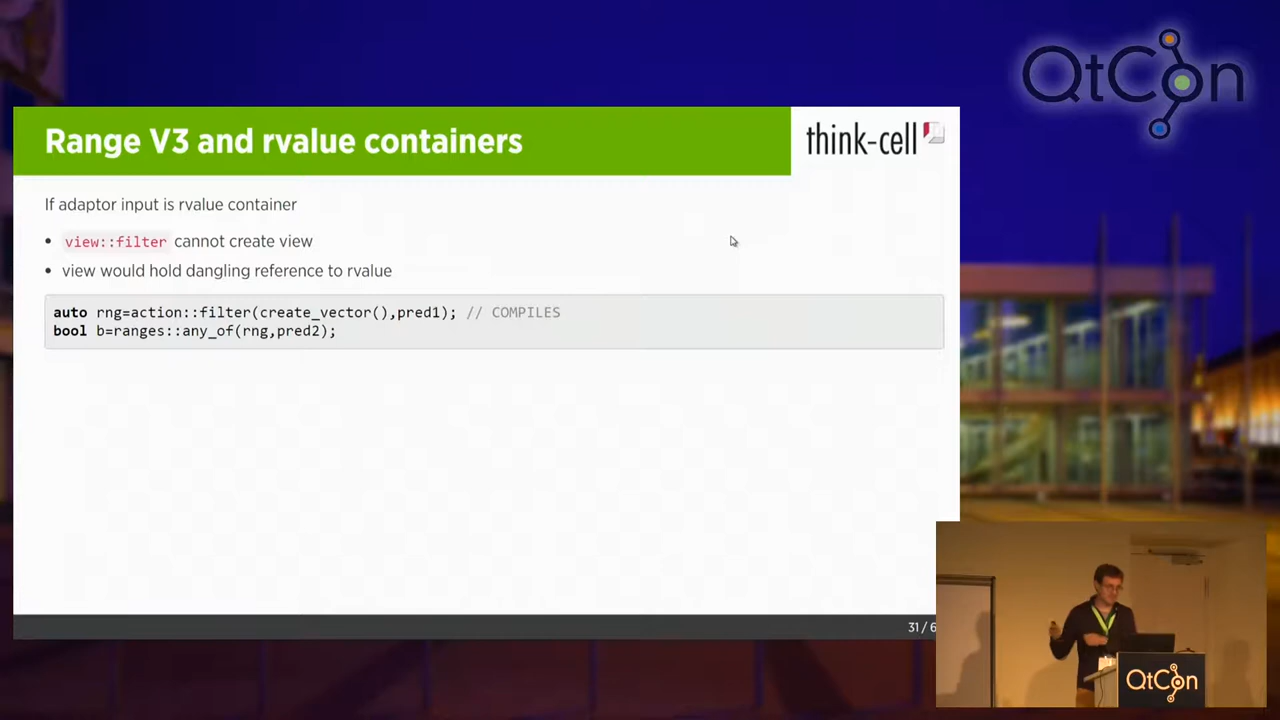 QtCon
Range V3 and rvalue containers
think-cell
If adaptor input is rvalue container
• view::filter cannot create view
• view would hold dangling reference to rvalue
auto rng=action::filter(create_vector(),pred1); // COMPILES
bool b=ranges::any_of(rng,pred2);
31 / 6
QtCon